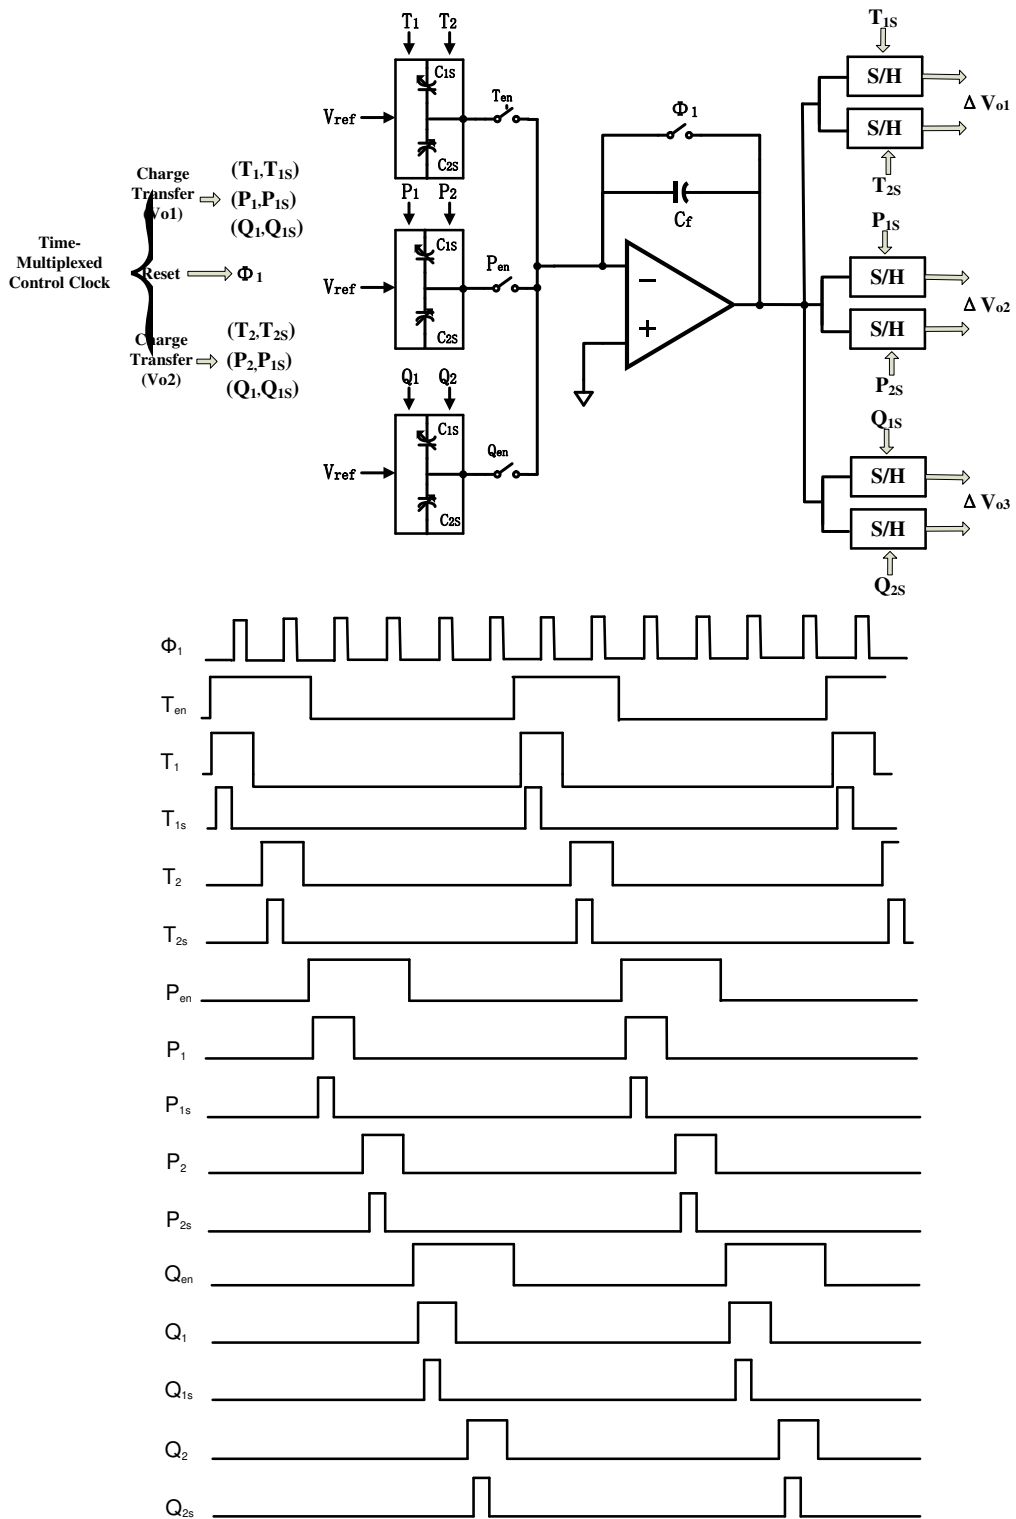 T1 T2
C1S
Vref
Ten
C2S
P1 P2
C1S
Vref
Pen
C2S
Q1 Q2
C1S
Vref
Qen
C2S
Φ1
Cf
−
+
T1S
S/H
Δ Vo1
S/H
T2S
P1S
S/H
Δ Vo2
S/H
P2S
Q1S
S/H
Δ Vo3
S/H
Q2S
Time-
Multiplexed
Control Clock
Charge
Transfer
(Vo1)
(T1,T1S)
(P1,P1S)
(Q1,Q1S)
Reset
Φ1
Charge
Transfer
(Vo2)
(T2,T2S)
(P2,P1S)
(Q1,Q1S)
Φ1
Ten
T1
T1s
T2
T2s
Pen
P1
P1s
P2
P2s
Qen
Q1
Q1s
Q2
Q2s